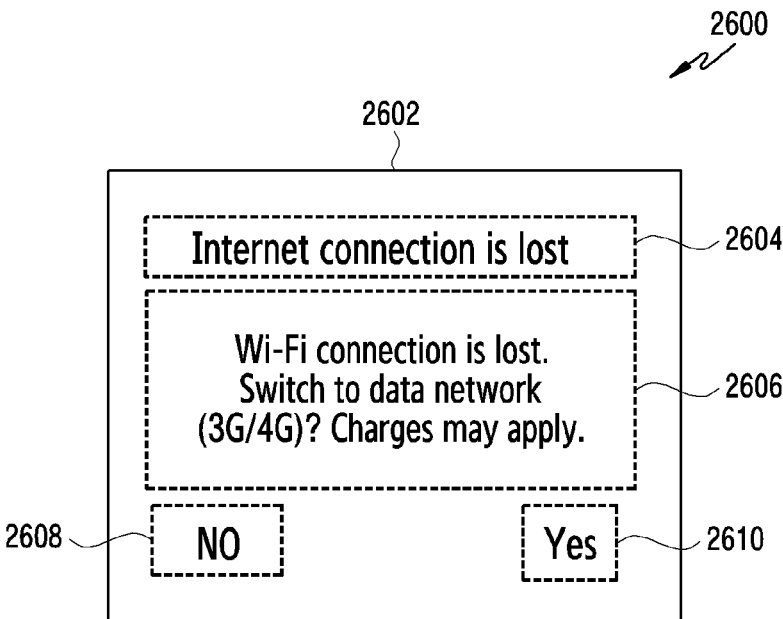 2600
2602
Internet connection is lost
2604
Wi-Fi connection is lost.
Switch to data network
(3G/4G)? Charges may apply.
2606
2608
NO
Yes
2610